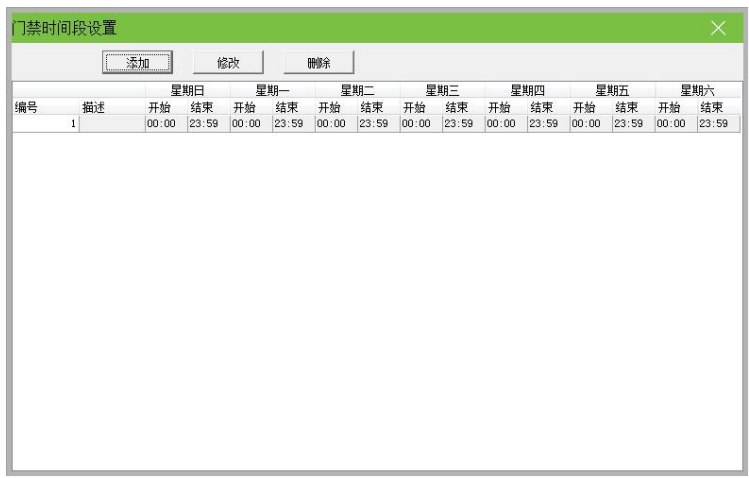 门禁时间段设置
添加 修改 删除
星期日 星期一 星期二 星期三 星期四 星期五 星期六
编号 描述 开始 结束 开始 结束 开始 结束 开始 结束 开始 结束 开始 结束 开始 结束
1 00:00 23:59 00:00 23:59 00:00 23:59 00:00 23:59 00:00 23:59 00:00 23:59 00:00 23:59